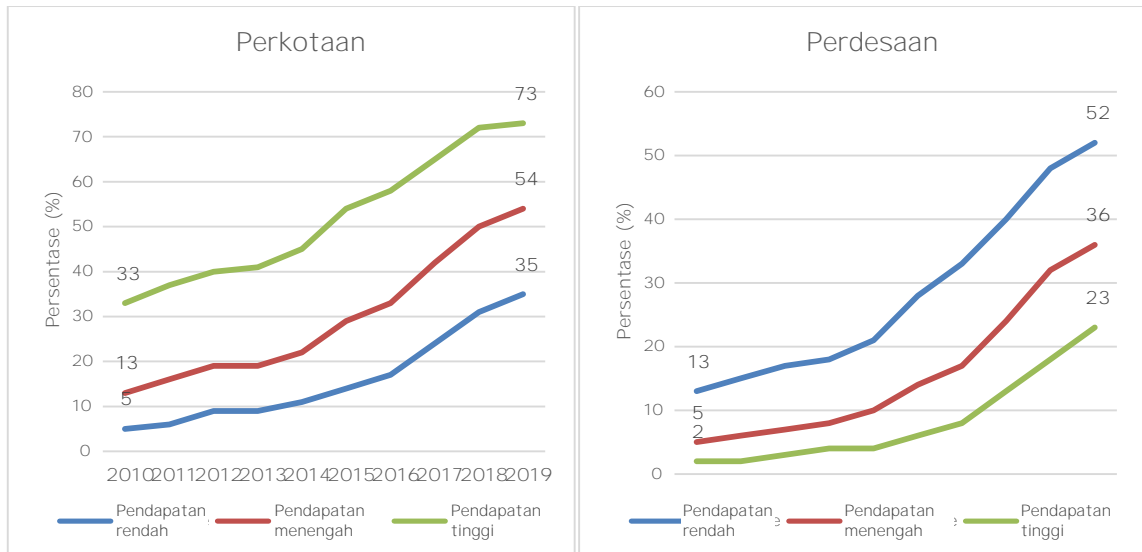 Perkotaan
80
73
70
60
54
50
40
35
33
30
20
13
10
5
0
Persentase (%)
2010 2011 2012 2013 2014 2015 2016 2017 2018 2019
Pendapatan rendah
Pendapatan menengah
Pendapatan tinggi
Perdesaan
60
52
50
40
36
30
23
20
13
10
5
2
0
Persentase (%)
Pendapatan rendah
Pendapatan menengah
Pendapatan tinggi